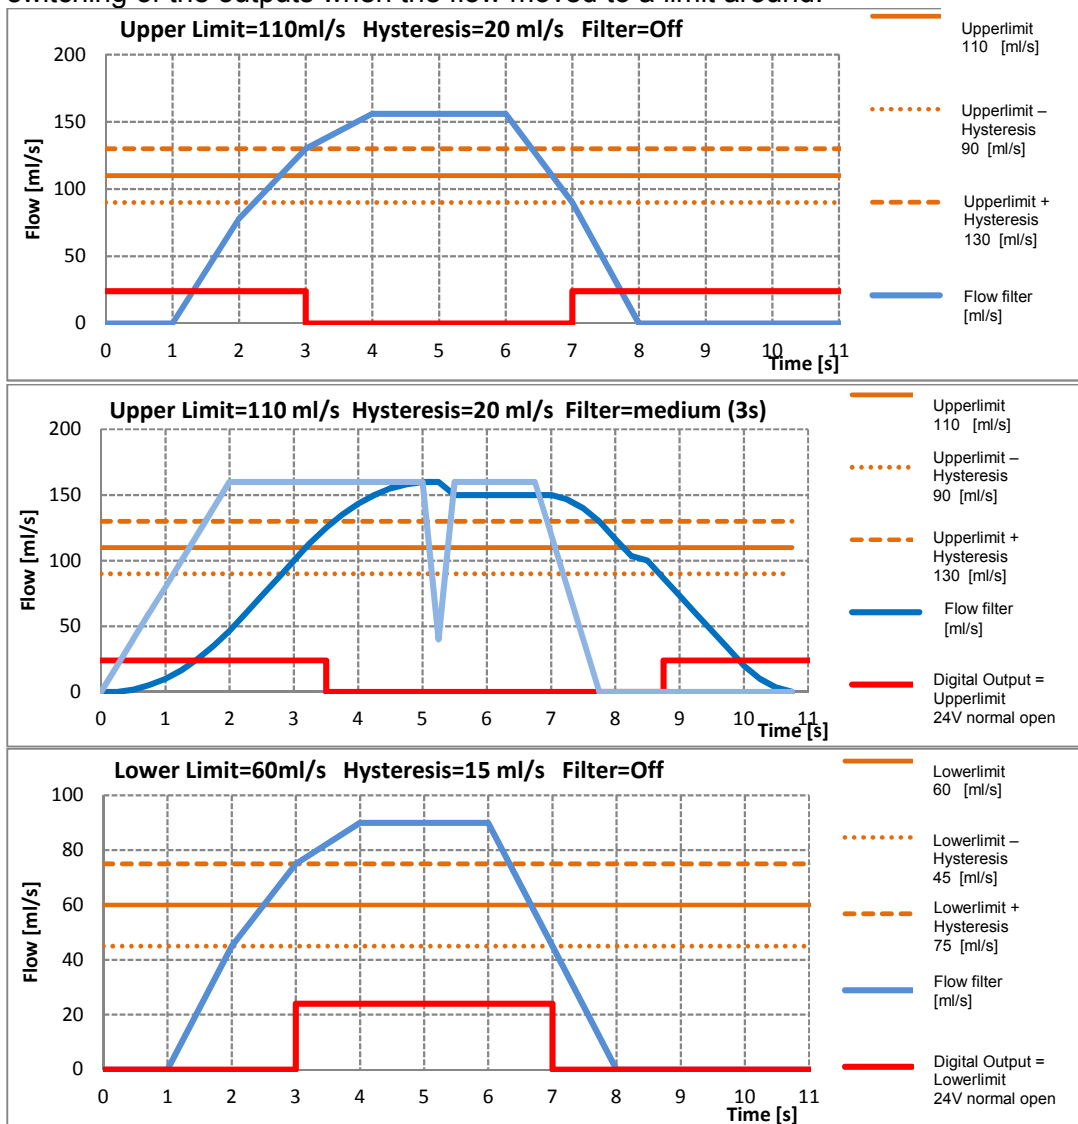 switching of the outputs when the flow moved to a limit around.
Upper Limit=110ml/s Hysteresis=20 ml/s Filter=Off
Flow [ml/s]
200
150
100
50
0
0 1 2 3 4 5 6 7 8 9 10 11
Time [s]
Upperlimit
110 [ml/s]
Upperlimit –
Hysteresis
90 [ml/s]
Upperlimit +
Hysteresis
130 [ml/s]
Flow filter
[ml/s]
Upper Limit=110 ml/s Hysteresis=20 ml/s Filter=medium (3s)
Flow [ml/s]
200
150
100
50
0
0 1 2 3 4 5 6 7 8 9 10 11
Time [s]
Upperlimit
110 [ml/s]
Upperlimit –
Hysteresis
90 [ml/s]
Upperlimit +
Hysteresis
130 [ml/s]
Flow filter
[ml/s]
Digital Output =
Upperlimit
24V normal open
Lower Limit=60ml/s Hysteresis=15 ml/s Filter=Off
Flow [ml/s]
100
80
60
40
20
0
0 1 2 3 4 5 6 7 8 9 10 11
Time [s]
Lowerlimit
60 [ml/s]
Lowerlimit –
Hysteresis
45 [ml/s]
Lowerlimit +
Hysteresis
75 [ml/s]
Flow filter
[ml/s]
Digital Output =
Lowerlimit
24V normal open